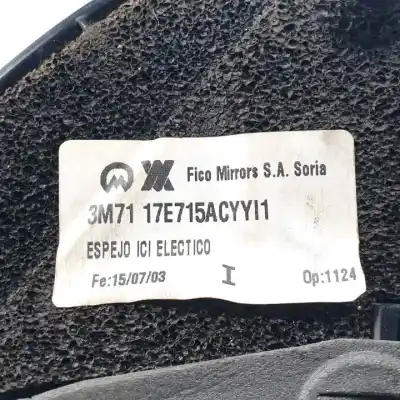 Fico Mirrors S.A. Soria
3M71 17E715ACYYI1
ESPEJO ICI ELECTICO
Fe:15/07/03 I Op:1124